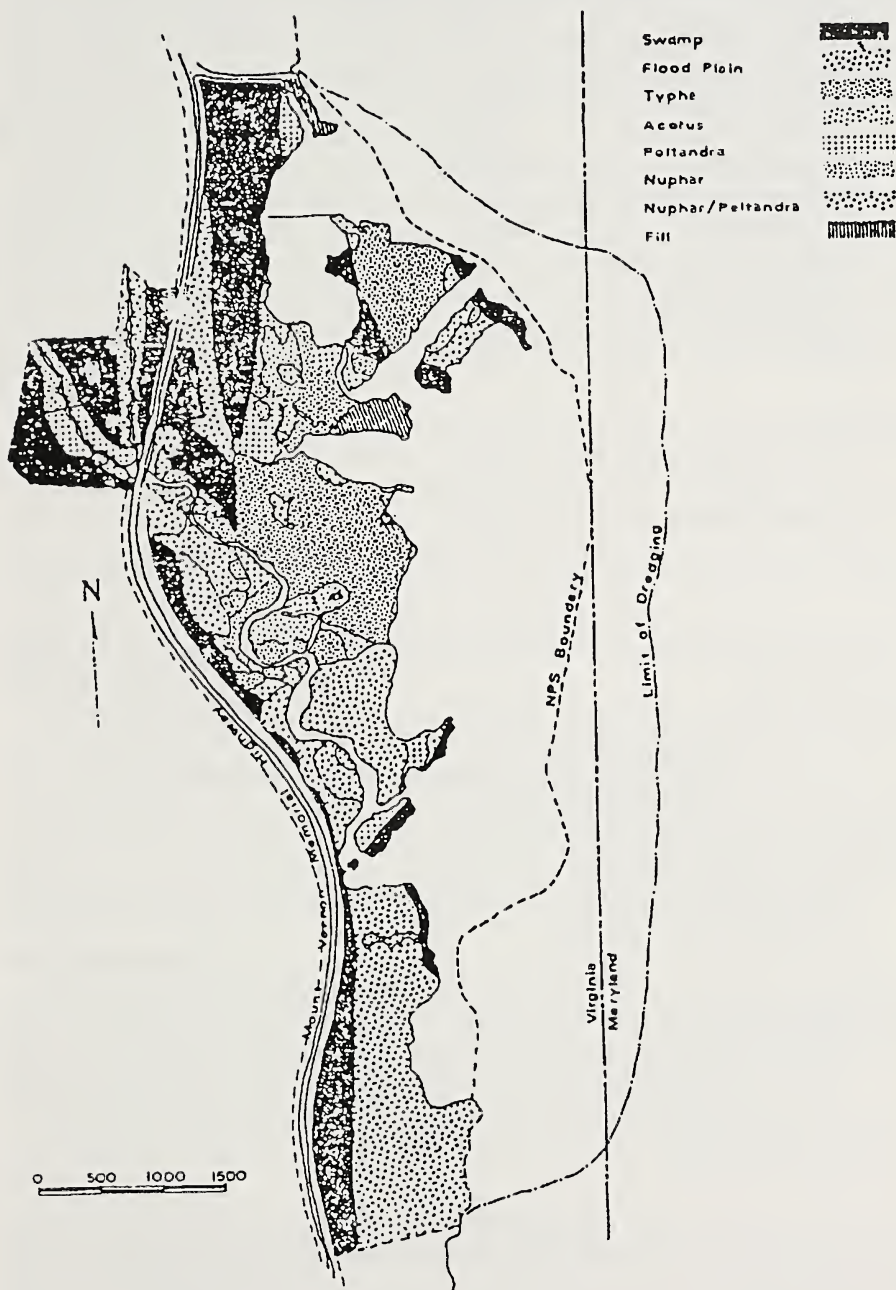 Swamp
Flood Plain
Typha
Acorus
Peltandra
Nuphar
Nuphar/Peltandra
Fill
N
NPS Boundary
Limit of Dredging
Mount Vernon Memorial Highway
Virginia
Maryland
0 500 1000 1500